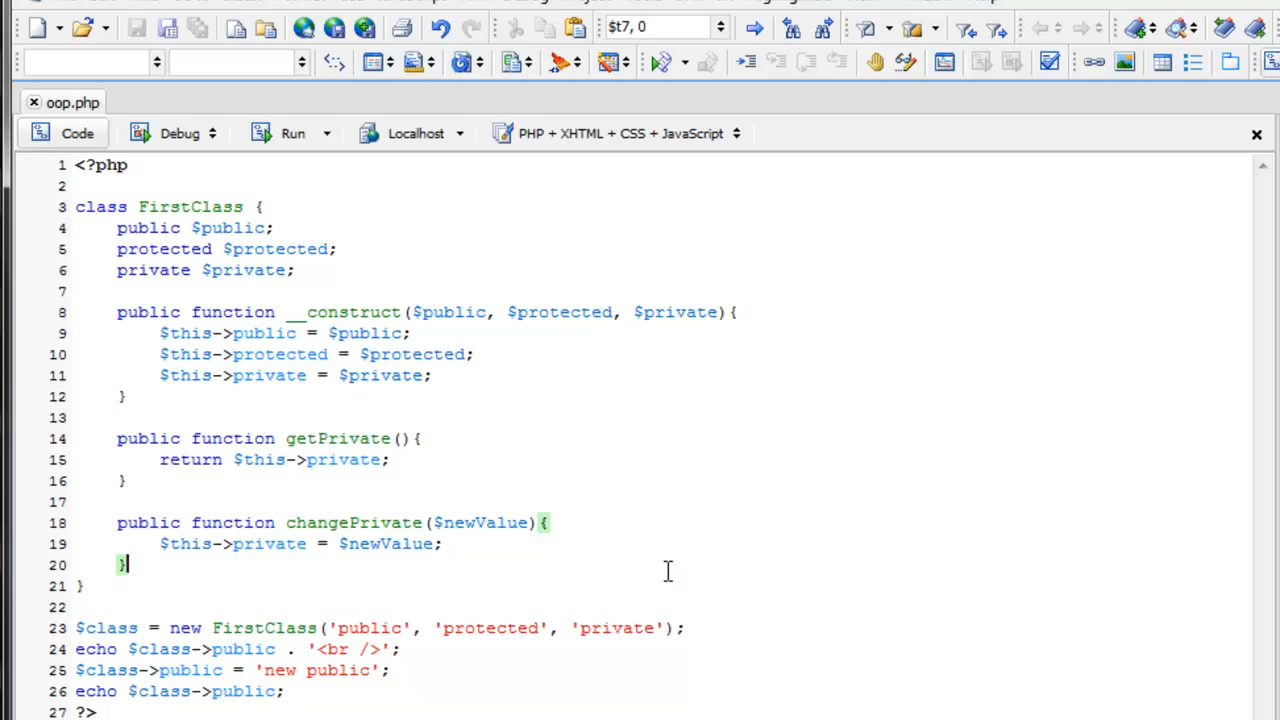 $t7, 0
oop.php
Code Debug Run Localhost PHP + XHTML + CSS + JavaScript
1 <?php
2
3 class FirstClass {
4 public $public;
5 protected $protected;
6 private $private;
7
8 public function __construct($public, $protected, $private){
9 $this->public = $public;
10 $this->protected = $protected;
11 $this->private = $private;
12 }
13
14 public function getPrivate(){
15 return $this->private;
16 }
17
18 public function changePrivate($newValue){
19 $this->private = $newValue;
20 }
21 }
22
23 $class = new FirstClass('public', 'protected', 'private');
24 echo $class->public . '<br />';
25 $class->public = 'new public';
26 echo $class->public;
27 ?>